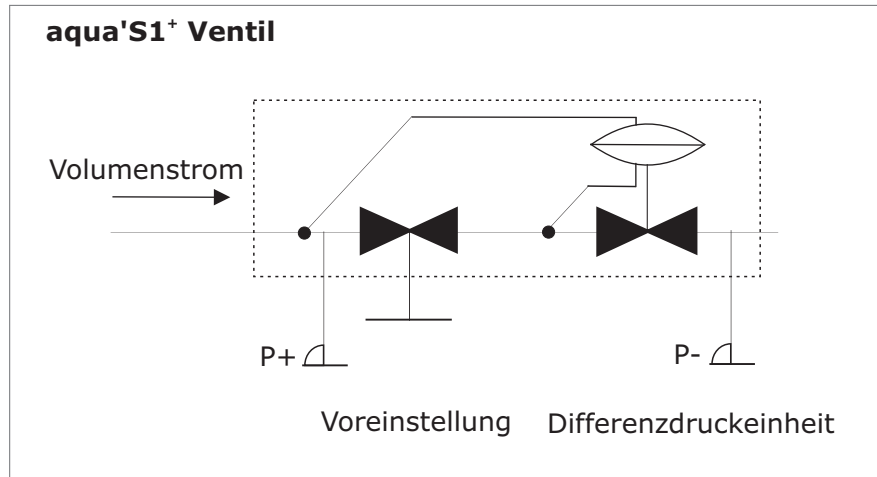 aqua'S1⁺ Ventil
Volumenstrom
P+
P-
Voreinstellung
Differenzdruckeinheit